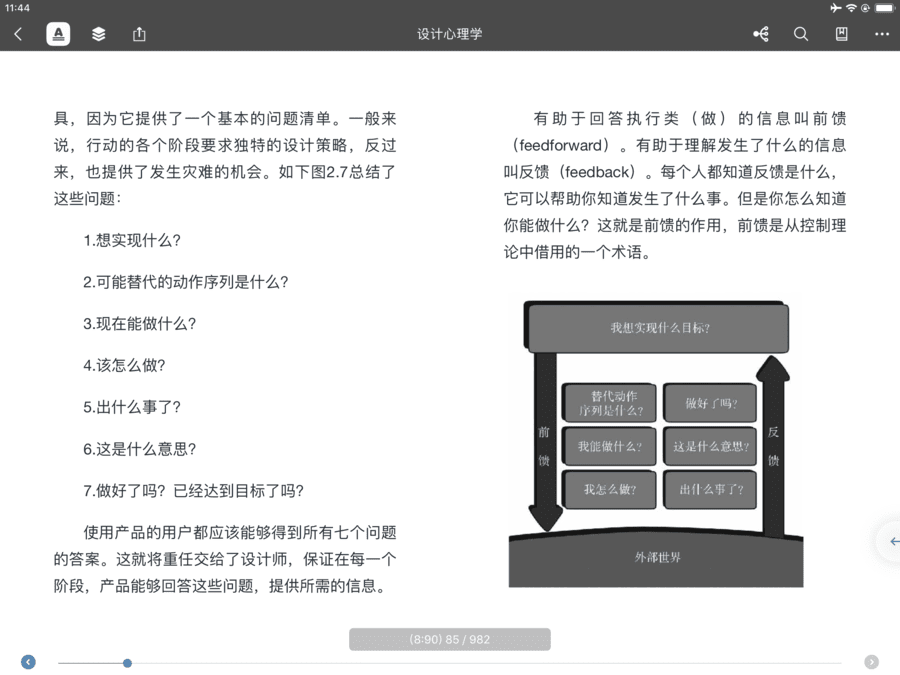 11:44
设计心理学
具，因为它提供了一个基本的问题清单。一般来
说，行动的各个阶段要求独特的设计策略，反过
来，也提供了发生灾难的机会。如下图2.7总结了
这些问题：
1.想实现什么？
2.可能替代的动作序列是什么？
3.现在能做什么？
4.该怎么做？
5.出什么事了？
6.这是什么意思？
7.做好了吗？已经达到目标了吗？
使用产品的用户都应该能够得到所有七个问题
的答案。这就将重任交给了设计师，保证在每一个
阶段，产品能够回答这些问题，提供所需的信息。
有助于回答执行类（做）的信息叫前馈
（feedforward）。有助于理解发生了什么的信息
叫反馈（feedback）。每个人都知道反馈是什么，
它可以帮助你知道发生了什么事。但是你怎么知道
你能做什么？这就是前馈的作用，前馈是从控制理
论中借用的一个术语。
我想实现什么目标?
前馈
替代动作
序列是什么?
我能做什么?
我怎么做?
做好了吗?
这是什么意思?
出什么事了?
反馈
外部世界
(8:90) 85 / 982